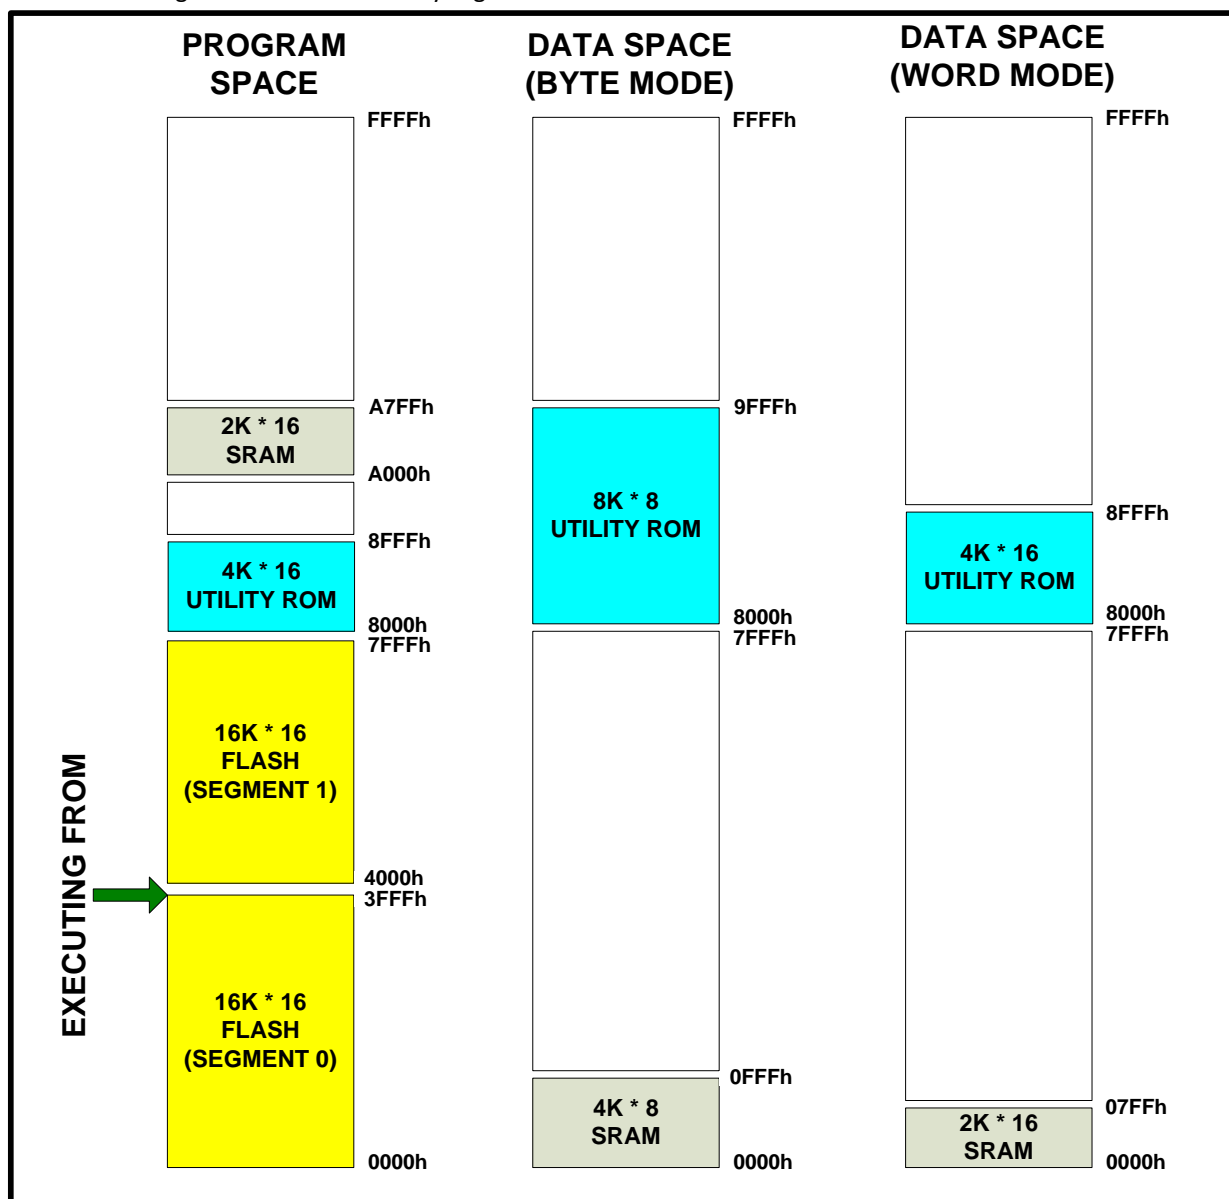 PROGRAM
SPACE
FFFFh
A7FFh
2K * 16
SRAM
A000h
8FFFh
4K * 16
UTILITY ROM
8000h
7FFFh
16K * 16
FLASH
(SEGMENT 1)
4000h
3FFFh
16K * 16
FLASH
(SEGMENT 0)
0000h
EXECUTING FROM
DATA SPACE
(BYTE MODE)
FFFFh
9FFFh
8K * 8
UTILITY ROM
8000h
7FFFh
0FFFh
4K * 8
SRAM
0000h
DATA SPACE
(WORD MODE)
FFFFh
8FFFh
4K * 16
UTILITY ROM
8000h
7FFFh
07FFh
2K * 16
SRAM
0000h